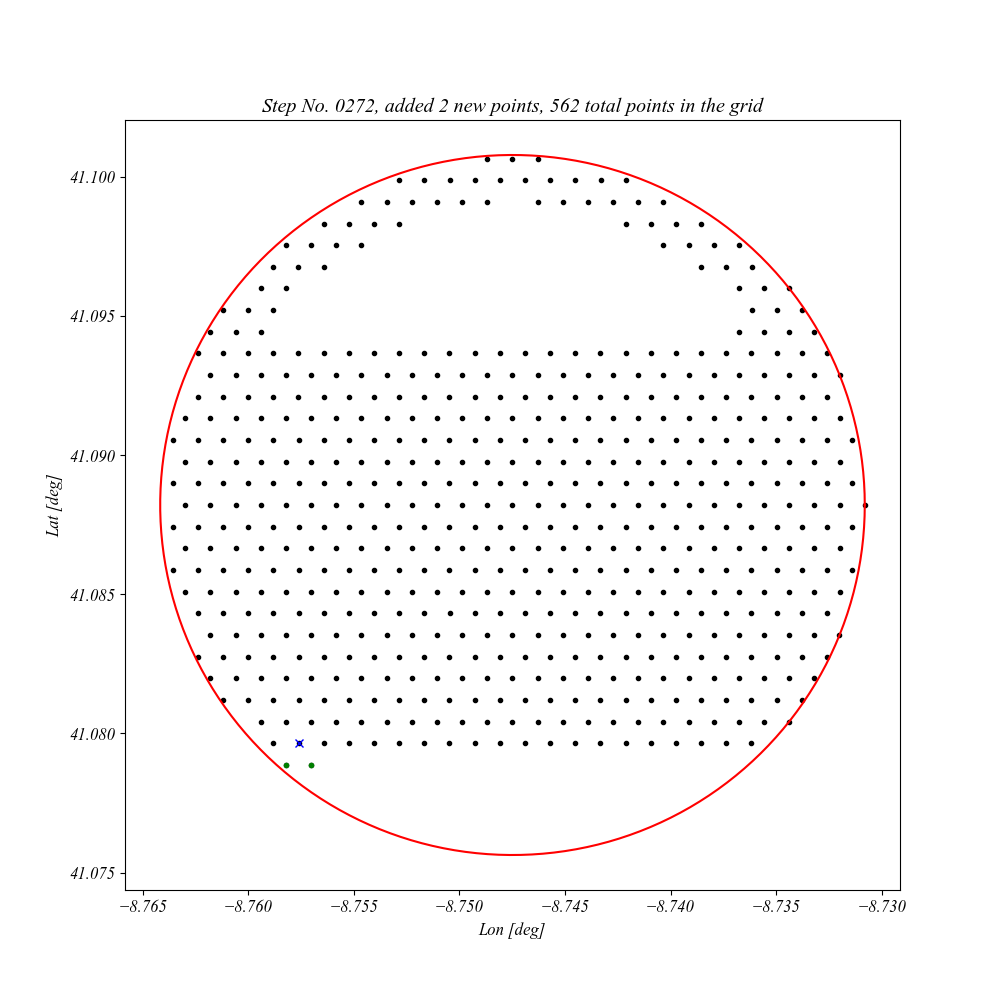 Step No. 0272, added 2 new points, 562 total points in the grid
41.100
41.095
41.090
41.085
41.080
41.075
Lat [deg]
−8.765 −8.760 −8.755 −8.750 −8.745 −8.740 −8.735 −8.730
Lon [deg]